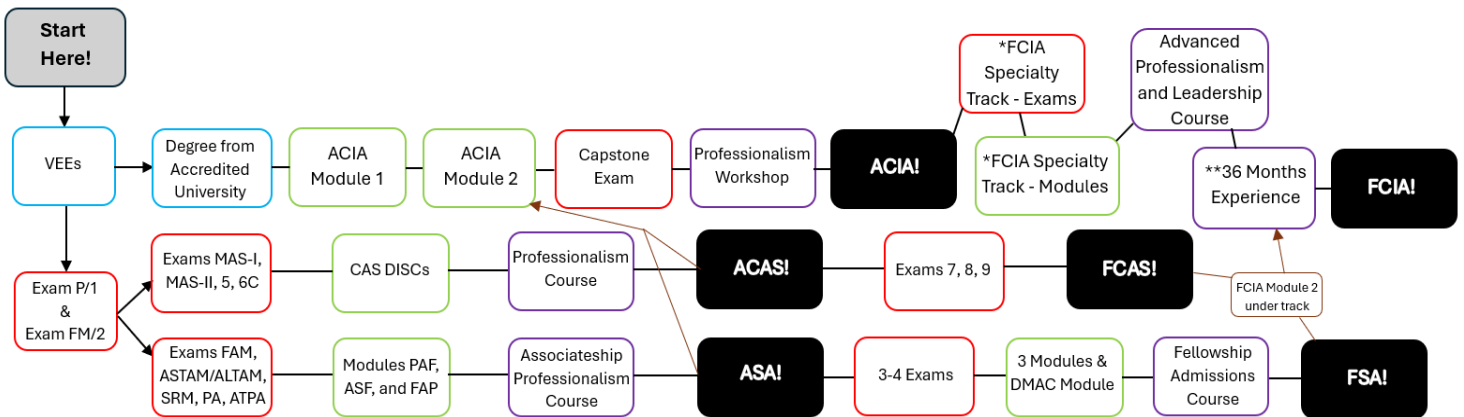 Start
Here!
VEEs
Degree from
Accredited
University
ACIA
Module 1
ACIA
Module 2
Capstone
Exam
Professionalism
Workshop
ACIA!
*FCIA
Specialty
Track - Exams
*FCIA Specialty
Track - Modules
Advanced
Professionalism
and Leadership
Course
**36 Months
Experience
FCIA!
Exam P/1
&
Exam FM/2
Exams MAS-I,
MAS-II, 5, 6C
CAS DISCs
Professionalism
Course
ACAS!
Exams 7, 8, 9
FCAS!
FCIA Module 2
under track
Exams FAM,
ASTAM/ALTAM,
SRM, PA, ATPA
Modules PAF,
ASF, and FAP
Associateship
Professionalism
Course
ASA!
3-4 Exams
3 Modules &
DMAC Module
Fellowship
Admissions
Course
FSA!